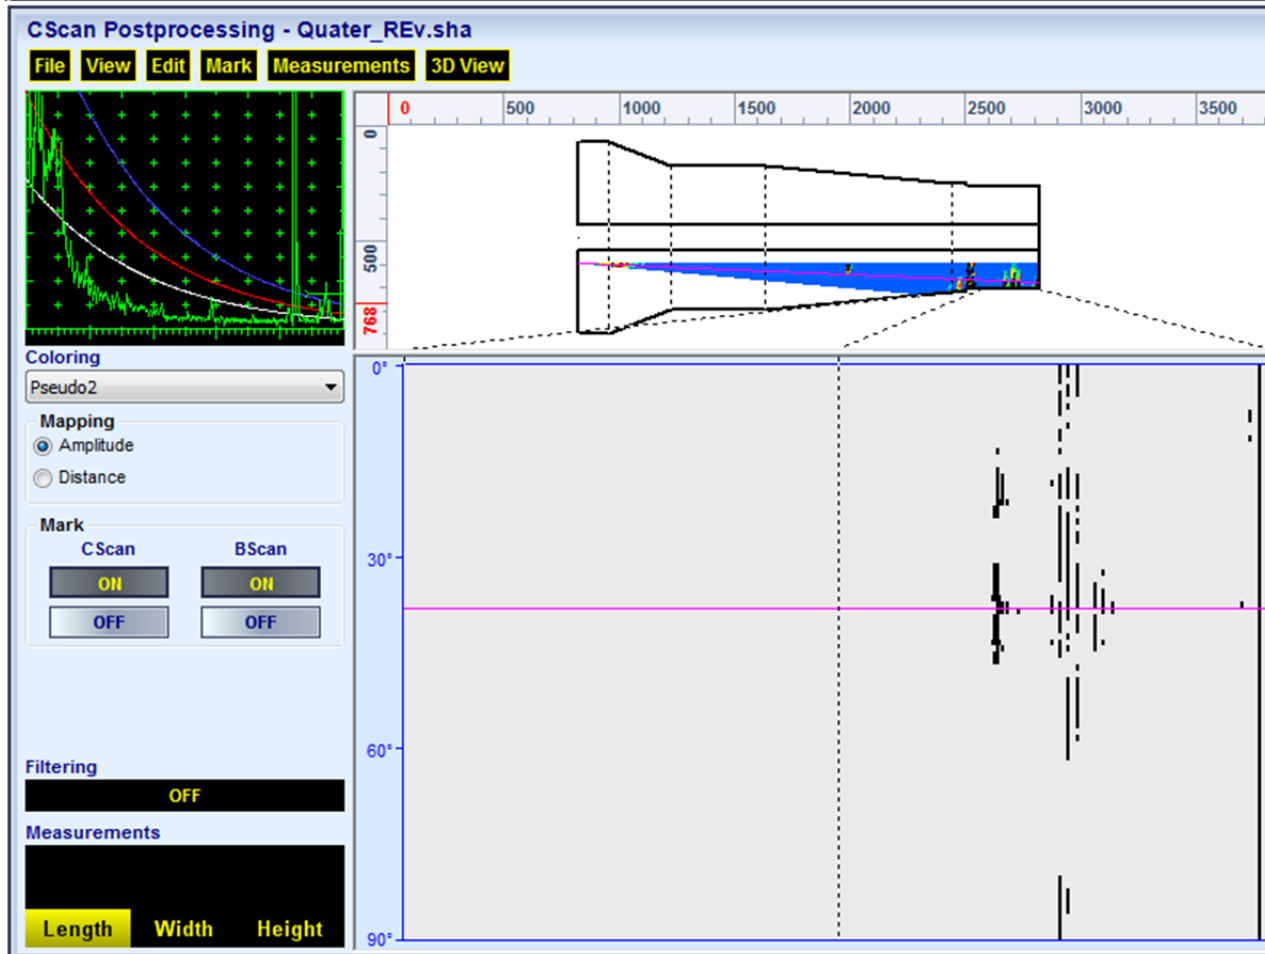 CScan Postprocessing - Quater_REv.sha
File View Edit Mark Measurements 3D View
0 500 1000 1500 2000 2500 3000 3500
0
500
768
Coloring
Pseudo2
Mapping
Amplitude
Distance
Mark
CScan BScan
ON ON
OFF OFF
Filtering
OFF
Measurements
Length Width Height
0°
30°
60°
90°